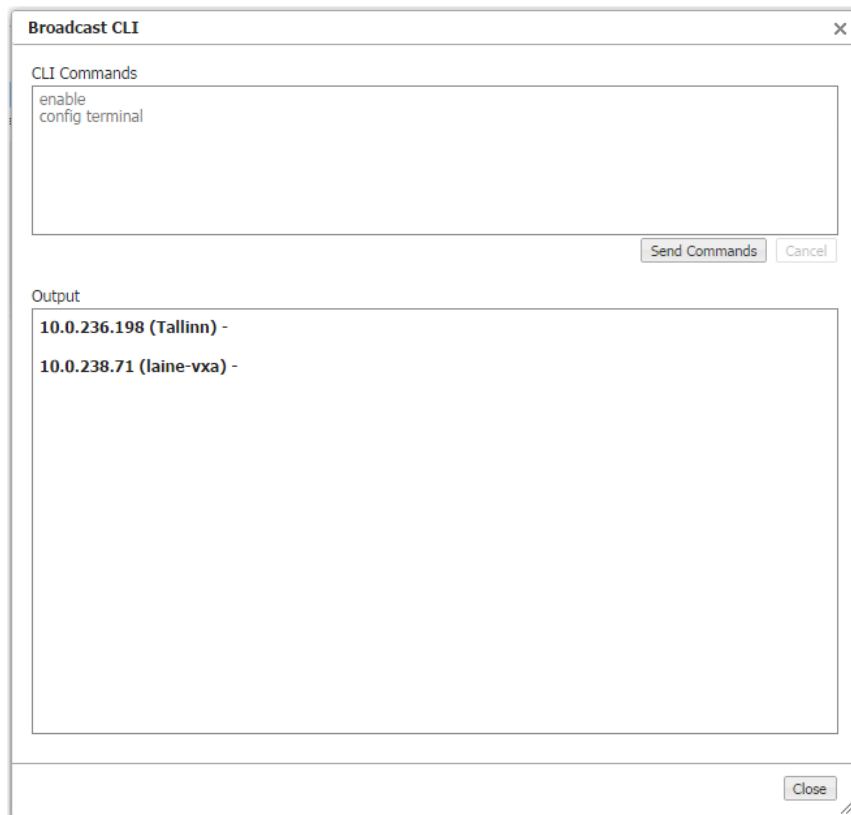 Broadcast CLI
CLI Commands
enable
config terminal
Send Commands
Cancel
Output
10.0.236.198 (Tallinn) -
10.0.238.71 (laine-vxa) -
Close